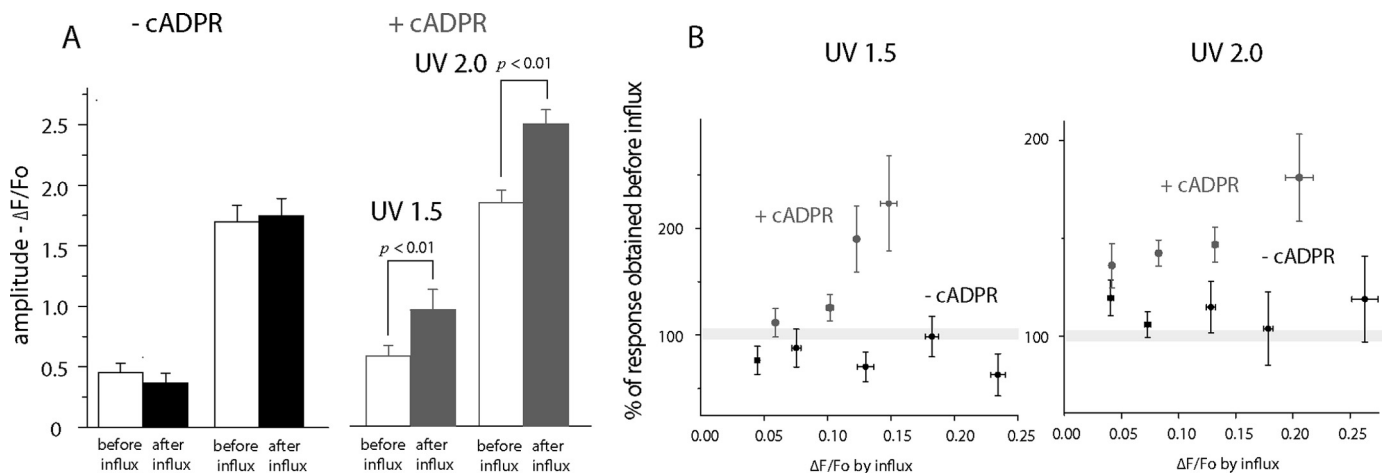 A
- cADPR
+ cADPR
UV 2.0
p < 0.01
UV 1.5
p < 0.01
amplitude - ΔF/Fo
2.5
2.0
1.5
1.0
0.5
0
before influx
after influx
before influx
after influx
before influx
after influx
before influx
after influx
B
UV 1.5
UV 2.0
% of response obtained before influx
200
100
+ cADPR
- cADPR
0.00
0.05
0.10
0.15
0.20
0.25
ΔF/Fo by influx
200
100
+ cADPR
- cADPR
0.00
0.05
0.10
0.15
0.20
0.25
ΔF/Fo by influx